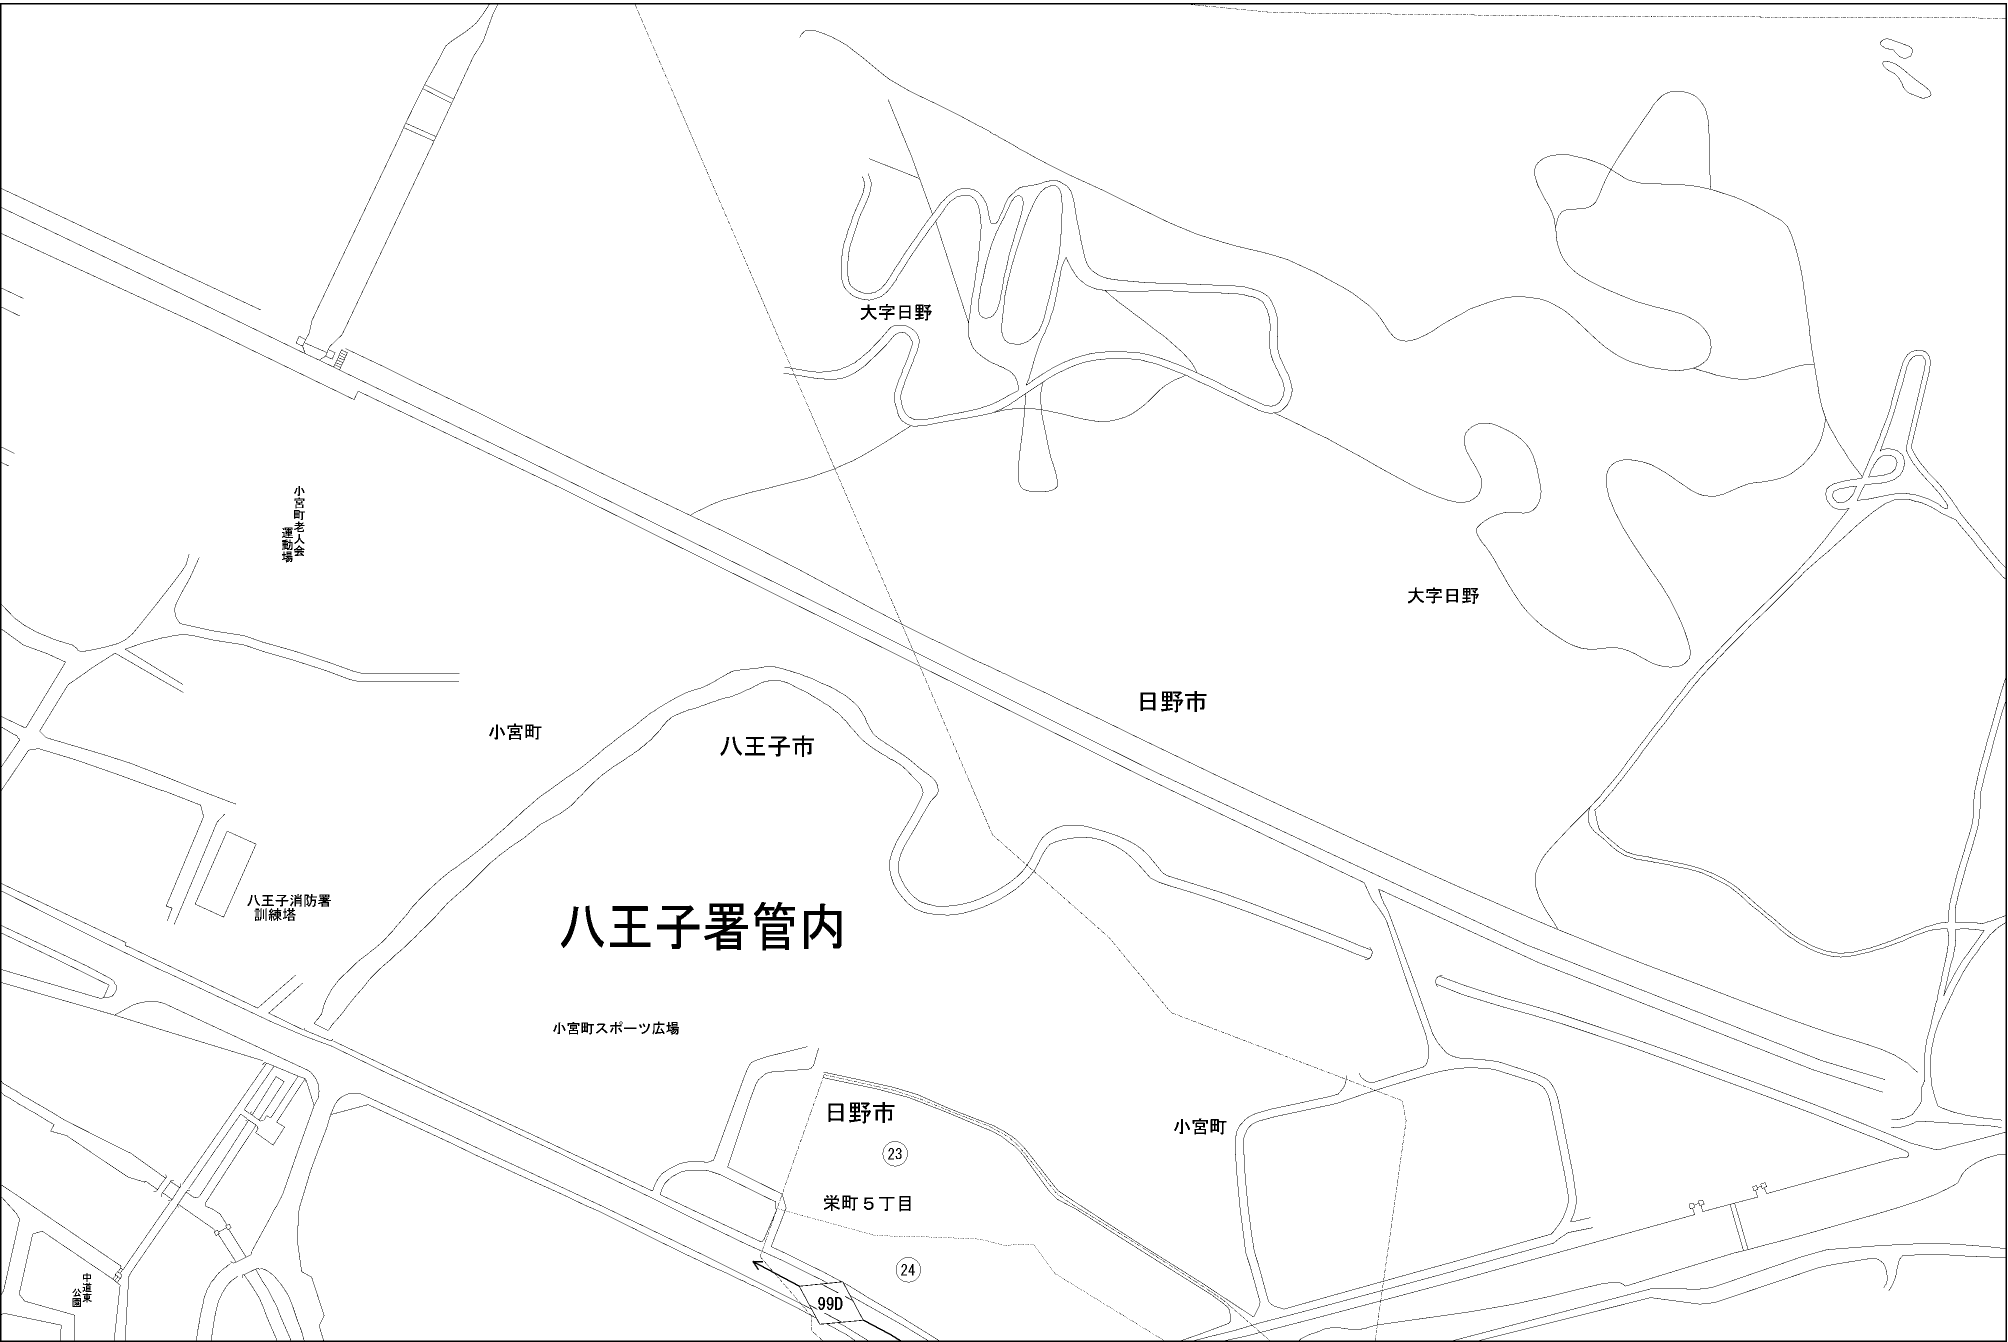 大字日野
小宮町老人会
運動場
大字日野
日野市
小宮町
八王子市
八王子消防署
訓練塔
八王子署管内
小宮町スポーツ広場
日野市
小宮町
23
栄町5丁目
24
中道東
公園
99D